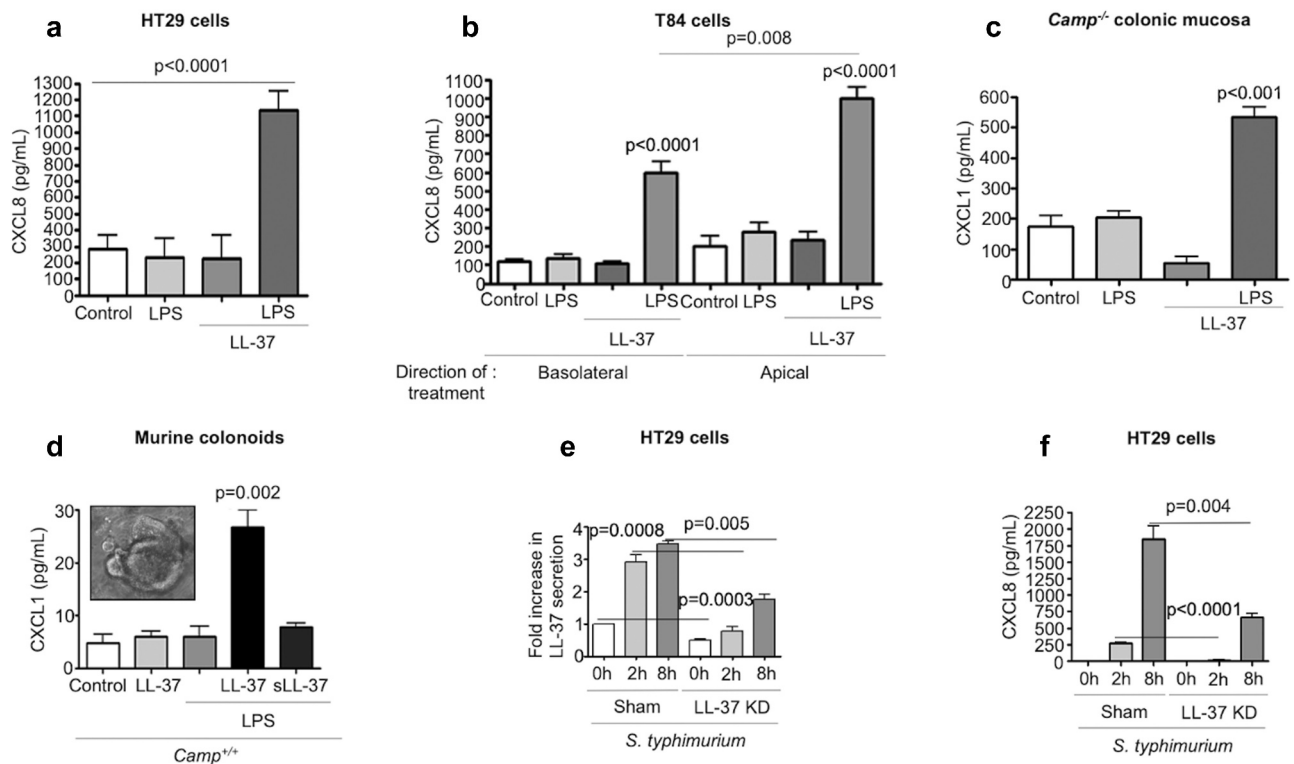 a
HT29 cells
p<0.0001
CXCL8 (pg/mL)
1300
1200
1100
1000
900
800
700
600
500
400
300
200
100
0
Control LPS LPS
LL-37
b
T84 cells
p=0.008
p<0.0001
p<0.0001
CXCL8 (pg/mL)
1100
1000
900
800
700
600
500
400
300
200
100
0
Control LPS LPS Control LPS LPS
LL-37 LL-37
Direction of : Basolateral Apical
treatment
c
Camp-/- colonic mucosa
p<0.001
CXCL1 (pg/mL)
600
500
400
300
200
100
0
Control LPS LPS
LL-37
d
Murine colonoids
p=0.002
CXCL1 (pg/mL)
30
20
10
0
Control LL-37 LL-37 sLL-37
LPS
Camp+/+
e
HT29 cells
p=0.0008 p=0.005
p=0.0003
Fold increase in
LL-37 secretion
4
3
2
1
0
0h 2h 8h 0h 2h 8h
Sham LL-37 KD
S. typhimurium
f
HT29 cells
p=0.004
p<0.0001
CXCL8 (pg/mL)
2250
2000
1750
1500
1250
1000
750
500
250
0
0h 2h 8h 0h 2h 8h
Sham LL-37 KD
S. typhimurium